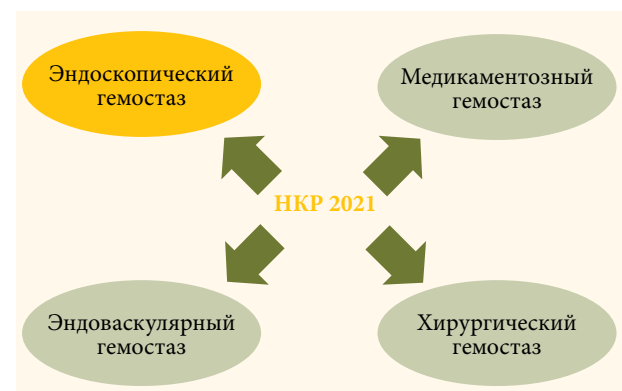 Эндоскопический
гемостаз
Медикаментозный
гемостаз
НКР 2021
Эндоваскулярный
гемостаз
Хирургический
гемостаз